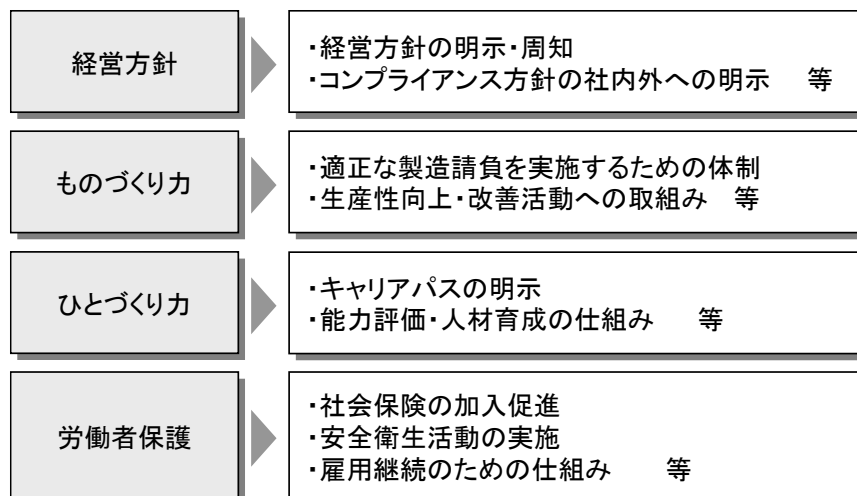 経営方針
・経営方針の明示・周知
・コンプライアンス方針の社内外への明示　等
ものづくり力
・適正な製造請負を実施するための体制
・生産性向上・改善活動への取組み　等
ひとづくり力
・キャリアパスの明示
・能力評価・人材育成の仕組み　等
労働者保護
・社会保険の加入促進
・安全衛生活動の実施
・雇用継続のための仕組み　等